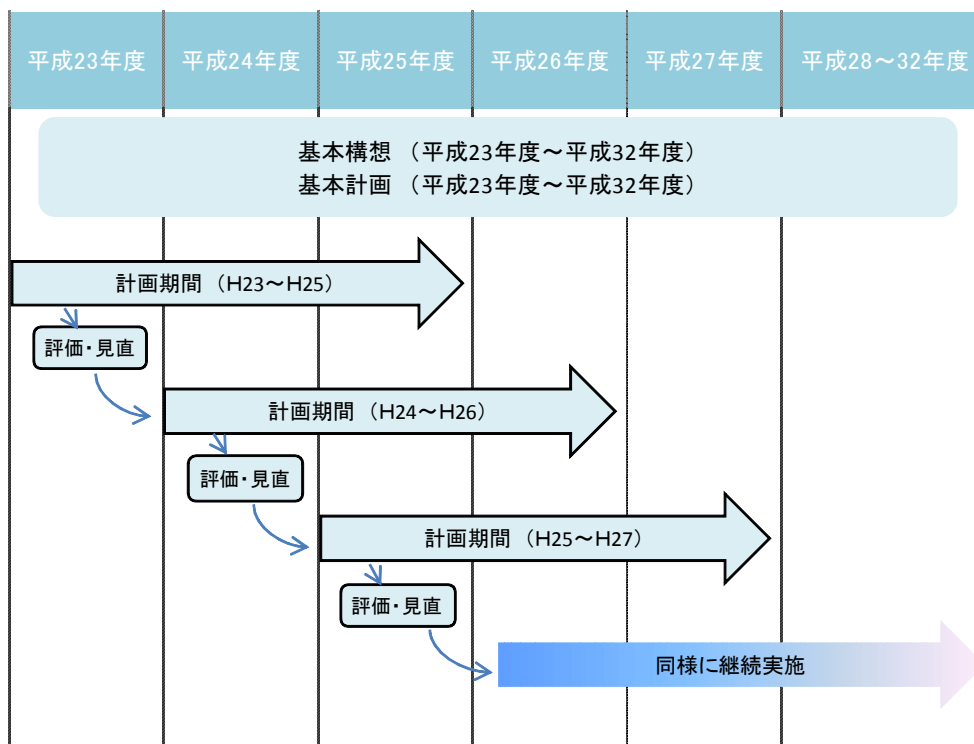 平成23年度 平成24年度 平成25年度 平成26年度 平成27年度 平成28～32年度
基本構想 （平成23年度～平成32年度）
基本計画 （平成23年度～平成32年度）
計画期間 （H23～H25）
評価・見直
計画期間 （H24～H26）
評価・見直
計画期間 （H25～H27）
評価・見直
同様に継続実施